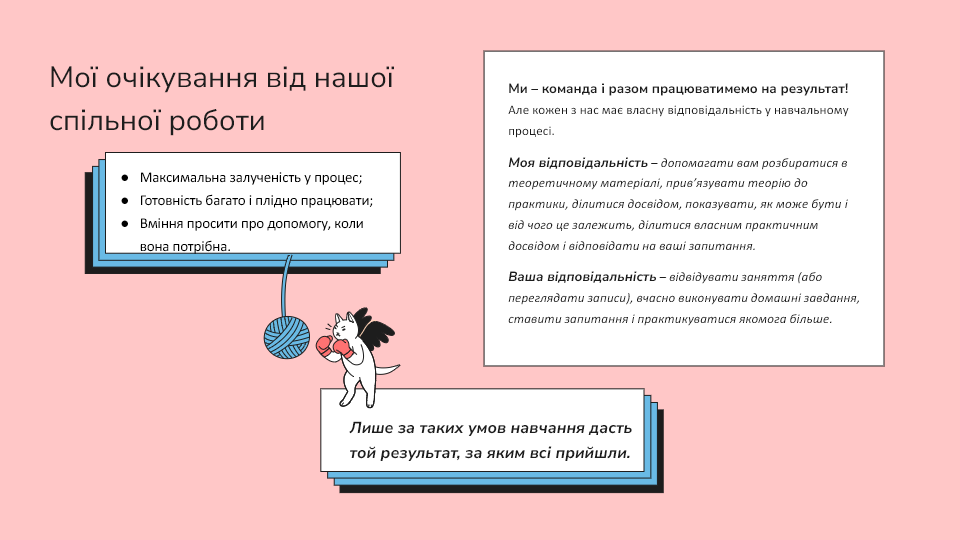 Мої очікування від нашої
спільної роботи
● Максимальна залученість у процес;
● Готовність багато і плідно працювати;
● Вміння просити про допомогу, коли
вона потрібна.
Ми – команда і разом працюватимемо на результат!
Але кожен з нас має власну відповідальність у навчальному
процесі.
Моя відповідальність – допомагати вам розбиратися в
теоретичному матеріалі, прив'язувати теорію до
практики, ділитися досвідом, показувати, як може бути і
від чого це залежить, ділитися власним практичним
досвідом і відповідати на ваші запитання.
Ваша відповідальність – відвідувати заняття (або
переглядати записи), вчасно виконувати домашні завдання,
ставити запитання і практикуватися якомога більше.
Лише за таких умов навчання дасть
той результат, за яким всі прийшли.